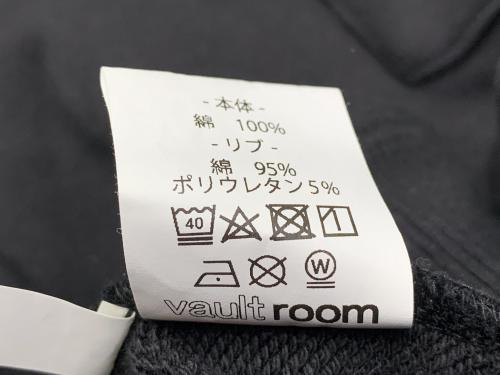 - 本体 -
綿 100%
- リブ -
綿 95%
ポリウレタン 5%
40
W
vault room